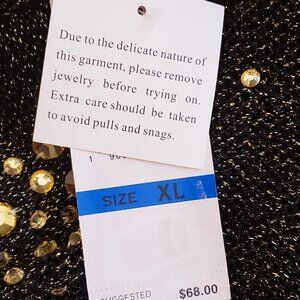 Due to the delicate nature of
this garment, please remove
jewelry before trying on.
Extra care should be taken
to avoid pulls and snags.
1
SIZE XL
SUGGESTED $68.00